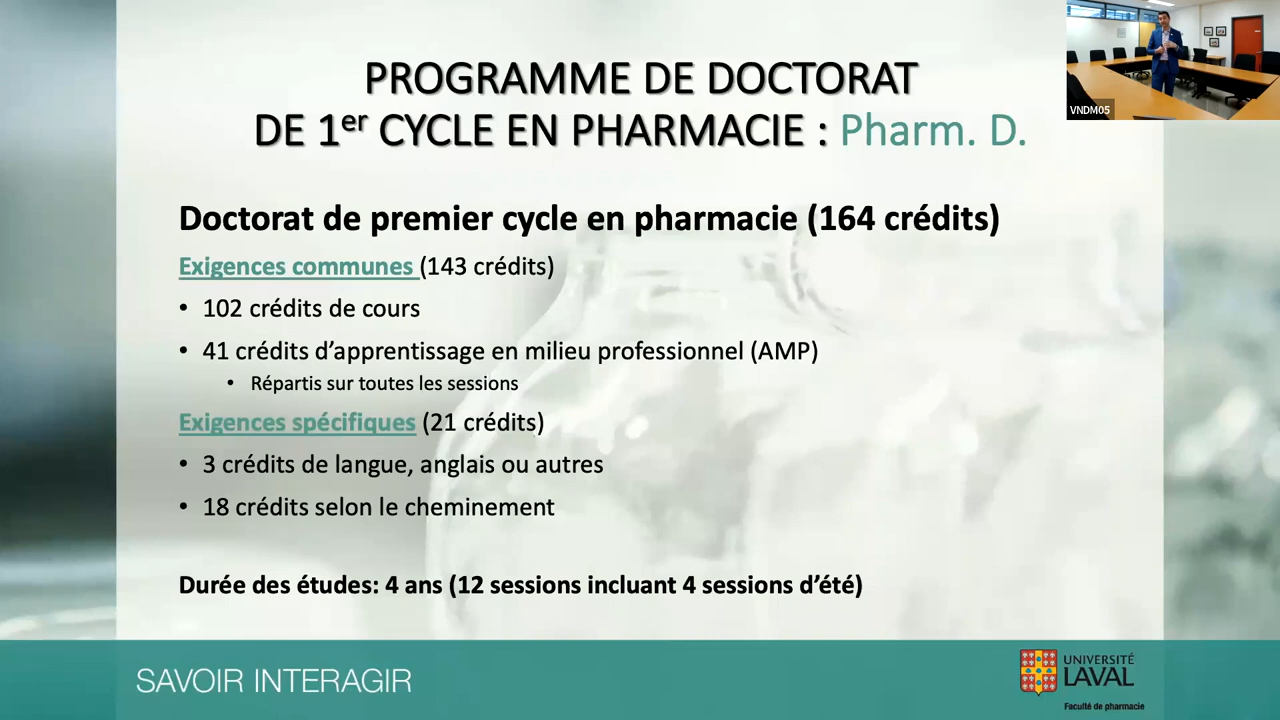 PROGRAMME DE DOCTORAT
DE 1er CYCLE EN PHARMACIE : Pharm. D.
VNDM05
Doctorat de premier cycle en pharmacie (164 crédits)
Exigences communes (143 crédits)
• 102 crédits de cours
• 41 crédits d’apprentissage en milieu professionnel (AMP)
• Répartis sur toutes les sessions
Exigences spécifiques (21 crédits)
• 3 crédits de langue, anglais ou autres
• 18 crédits selon le cheminement
Durée des études: 4 ans (12 sessions incluant 4 sessions d’été)
SAVOIR INTERAGIR
UNIVERSITÉ
LAVAL
Faculté de pharmacie